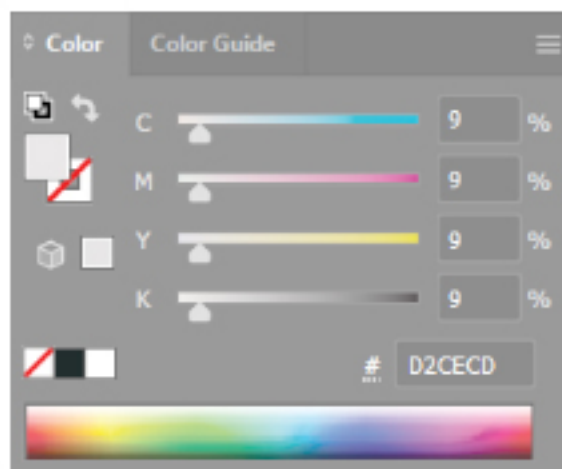 Color Color Guide
C 9 %
M 9 %
Y 9 %
K 9 %
# D2CECD